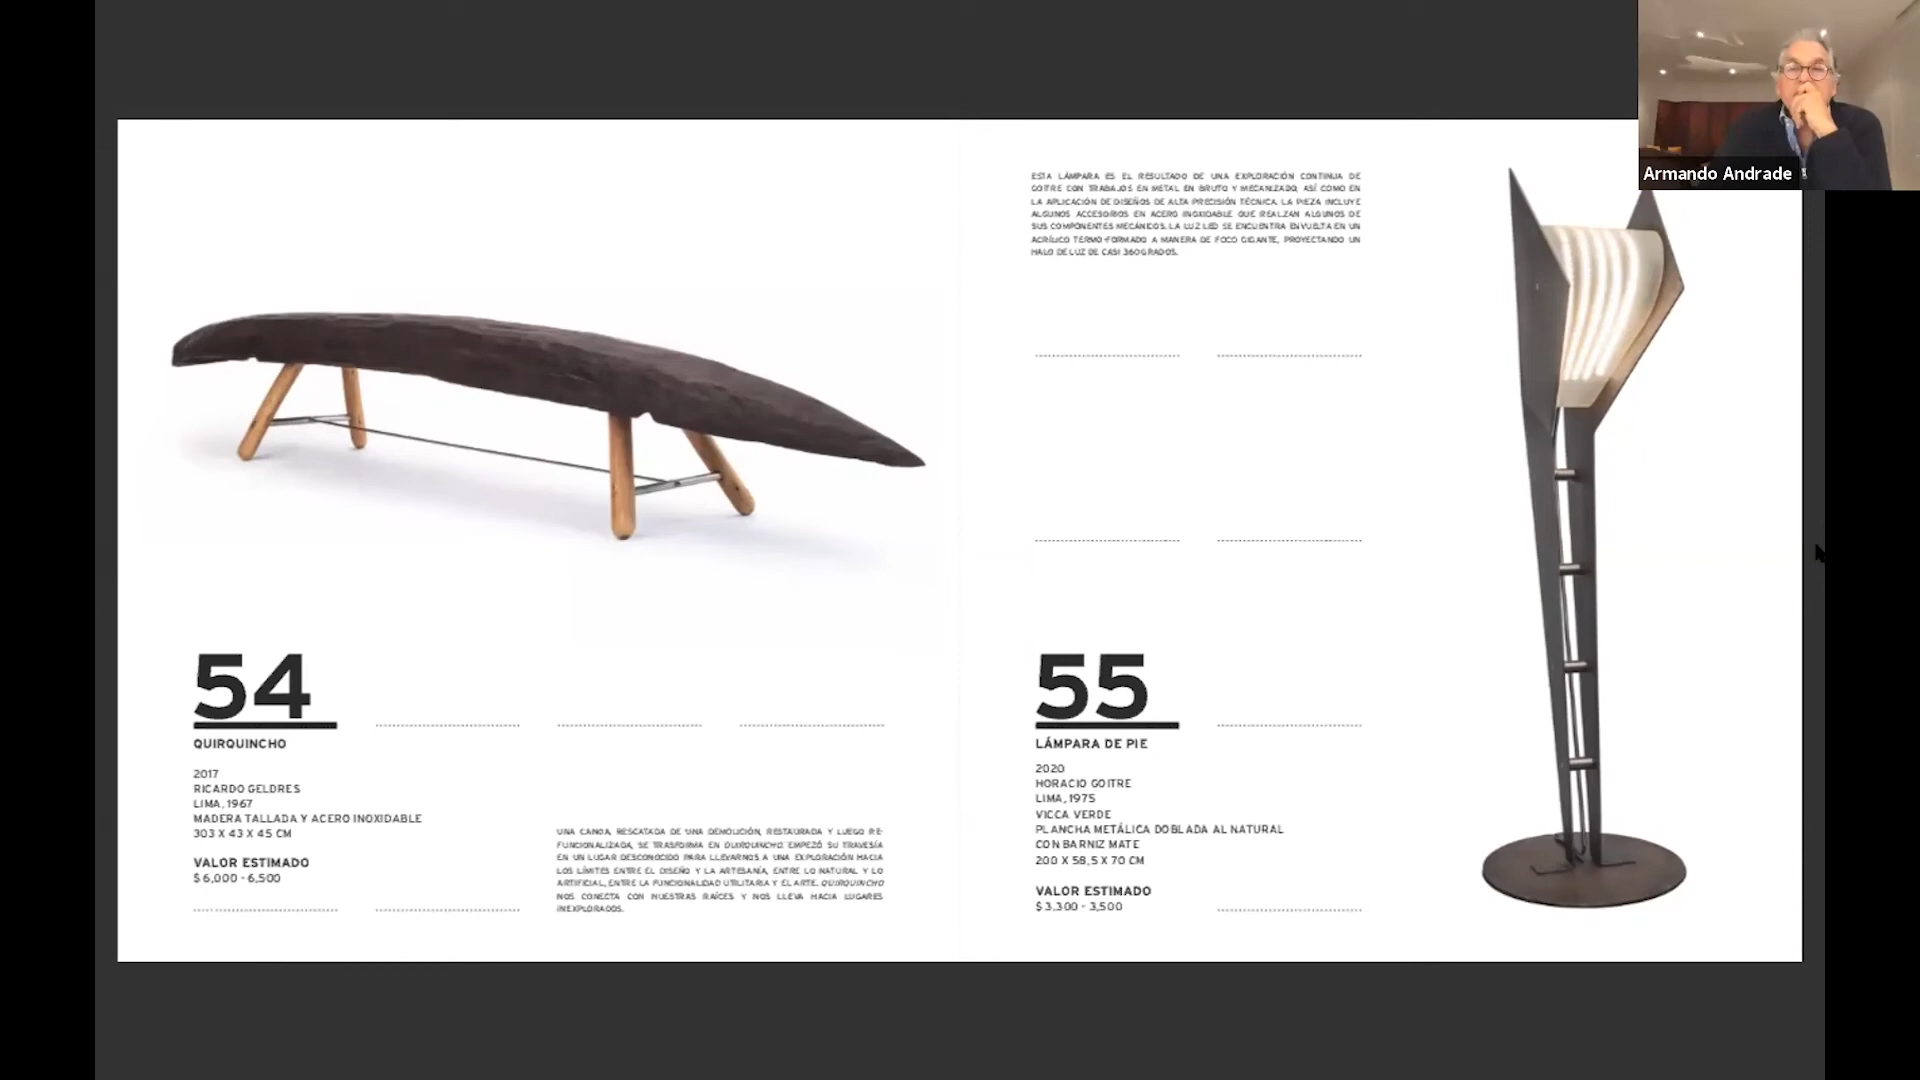 54
QUIRQUINCHO
2017
RICARDO GELDRES
LIMA, 1967
MADERA TALLADA Y ACERO INOXIDABLE
303 X 43 X 45 CM
VALOR ESTIMADO
$ 6,000 - 6,500
UNA CANOA, RESCATADA DE UNA DEMOLICIÓN, RESTAURADA Y LUEGO RE-
FUNCIONALIZADA, SE TRASFORMA EN QUIRQUINCHO. EMPEZÓ SU TRAVESÍA
EN UN LUGAR DESCONOCIDO PARA LLEVARNOS A UNA EXPLORACIÓN HACIA
LOS LÍMITES ENTRE EL DISEÑO Y LA ARTESANÍA, ENTRE LO NATURAL Y LO
ARTIFICIAL, ENTRE LA FUNCIONALIDAD UTILITARIA Y EL ARTE. QUIRQUINCHO
NOS CONECTA CON NUESTRAS RAÍCES Y NOS LLEVA HACIA LUGARES
INEXPLORADOS.
ESTA LÁMPARA ES EL RESULTADO DE UNA EXPLORACIÓN CONTINUA DE
GOITRE CON TRABAJOS EN METAL EN BRUTO Y MECANIZADO, ASÍ COMO EN
LA APLICACIÓN DE DISEÑOS DE ALTA PRECISIÓN TÉCNICA. LA PIEZA INCLUYE
ALGUNOS ACCESORIOS EN ACERO INOXIDABLE QUE REALZAN ALGUNOS DE
SUS COMPONENTES MECÁNICOS. LA LUZ LED SE ENCUENTRA ENVUELTA EN UN
ACRÍLICO TERMO-FORMADO A MANERA DE FOCO GIGANTE, PROYECTANDO UN
HALO DE LUZ DE CASI 360 GRADOS.
55
LÁMPARA DE PIE
2020
HORACIO GOITRE
LIMA, 1975
VICCA VERDE
PLANCHA METÁLICA DOBLADA AL NATURAL
CON BARNIZ MATE
200 X 58,5 X 70 CM
VALOR ESTIMADO
$ 3,300 - 3,500
Armando Andrade